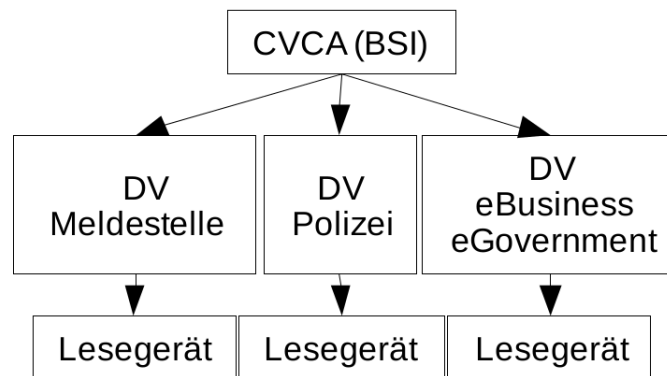 CVCA (BSI)
DV
Meldestelle
DV
Polizei
DV
eBusiness
eGovernment
Lesegerät
Lesegerät
Lesegerät